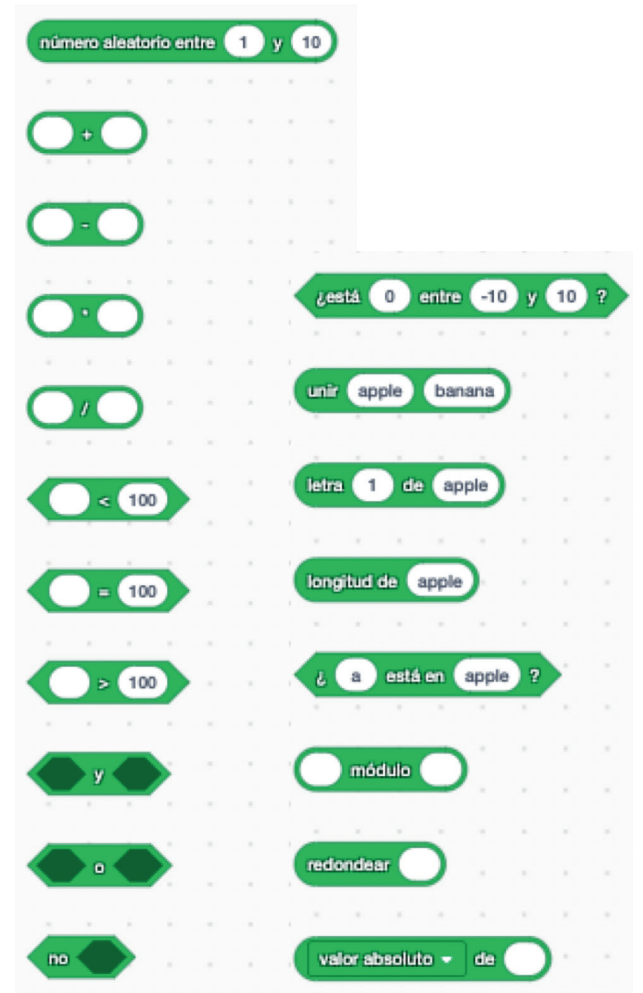 número aleatorio entre 1 y 10
+
-
*
/
< 100
= 100
> 100
y
o
no
¿está 0 entre -10 y 10 ?
unir apple banana
letra 1 de apple
longitud de apple
¿ a está en apple ?
módulo
redondear
valor absoluto de